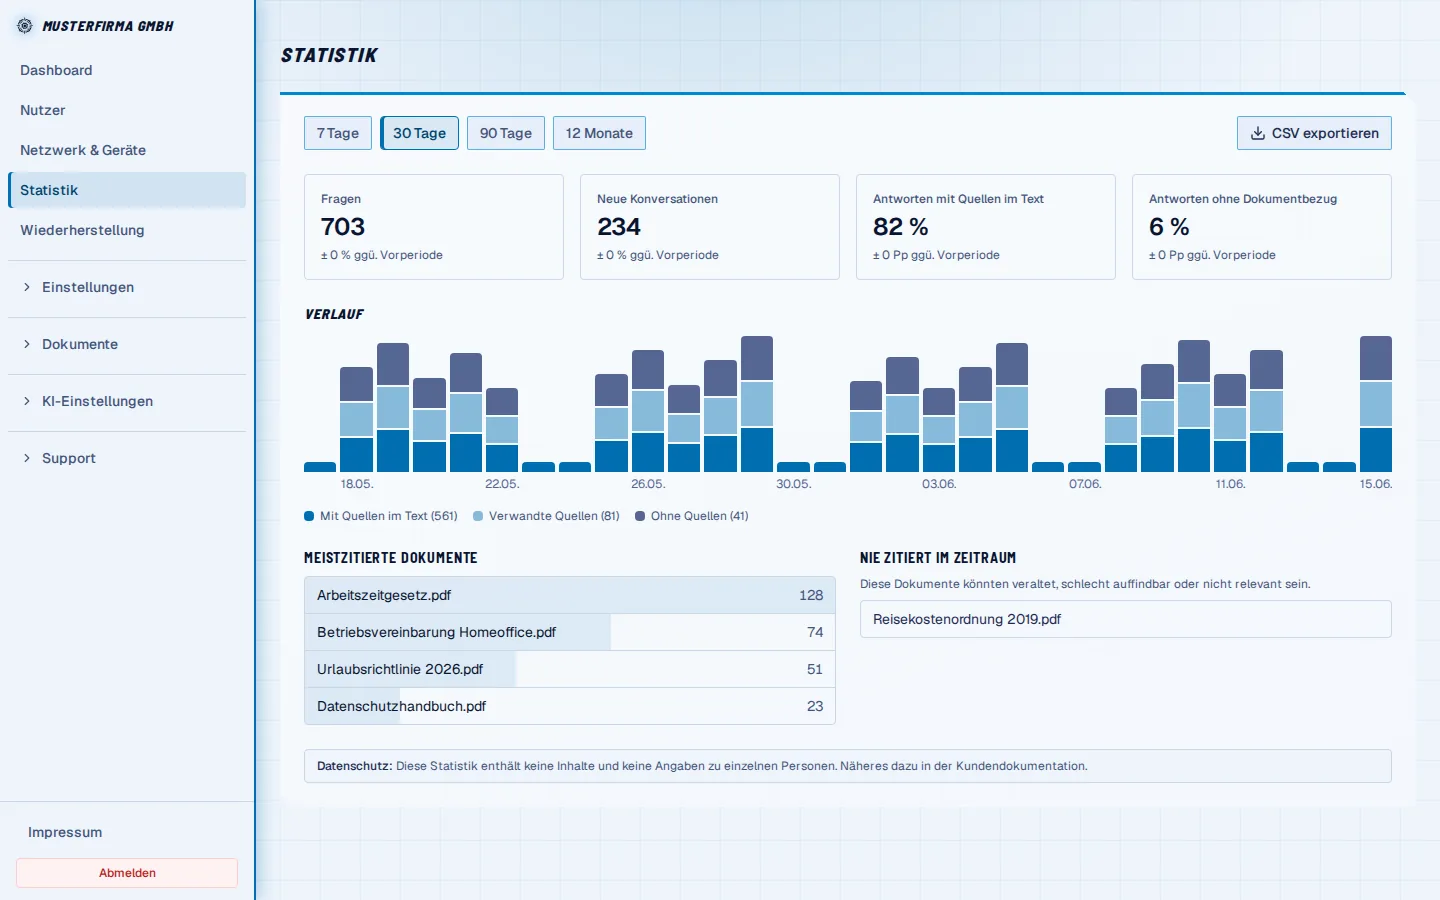 MUSTERFIRMA GMBH
Dashboard
Nutzer
Netzwerk & Geräte
Statistik
Wiederherstellung
Einstellungen
Dokumente
KI-Einstellungen
Support
Impressum
Abmelden
STATISTIK
7 Tage 30 Tage 90 Tage 12 Monate CSV exportieren
Fragen
703
± 0 % ggü. Vorperiode
Neue Konversationen
234
± 0 % ggü. Vorperiode
Antworten mit Quellen im Text
82 %
± 0 Pp ggü. Vorperiode
Antworten ohne Dokumentbezug
6 %
± 0 Pp ggü. Vorperiode
VERLAUF
18.05. 22.05. 26.05. 30.05. 03.06. 07.06. 11.06. 15.06.
Mit Quellen im Text (561) Verwandte Quellen (81) Ohne Quellen (41)
MEISTZITIERTE DOKUMENTE
Arbeitszeitgesetz.pdf 128
Betriebsvereinbarung Homeoffice.pdf 74
Urlaubsrichtlinie 2026.pdf 51
Datenschutzhandbuch.pdf 23
NIE ZITIERT IM ZEITRAUM
Diese Dokumente könnten veraltet, schlecht auffindbar oder nicht relevant sein.
Reisekostenordnung 2019.pdf
Datenschutz: Diese Statistik enthält keine Inhalte und keine Angaben zu einzelnen Personen. Näheres dazu in der Kundendokumentation.